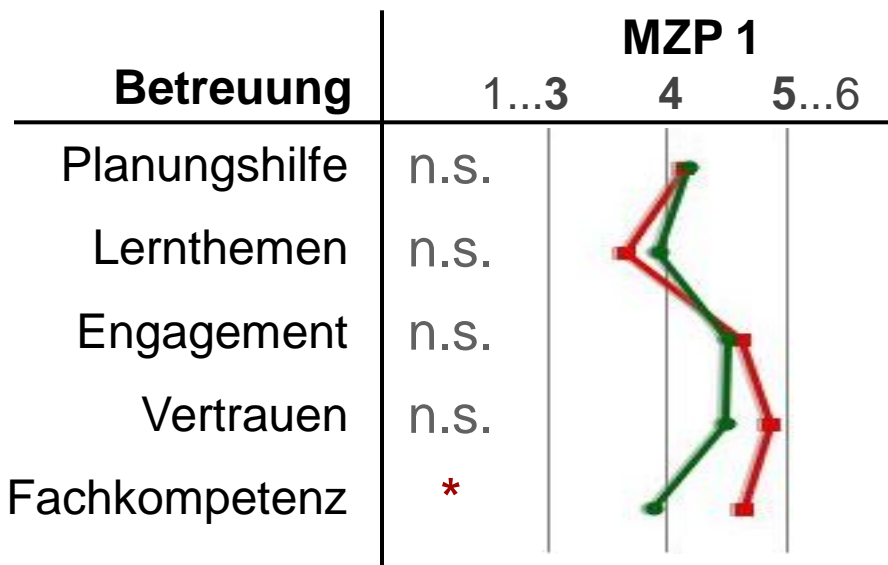 MZP 1
Betreuung 1...3 4 5...6
Planungshilfe n.s.
Lernthemen n.s.
Engagement n.s.
Vertrauen n.s.
Fachkompetenz *